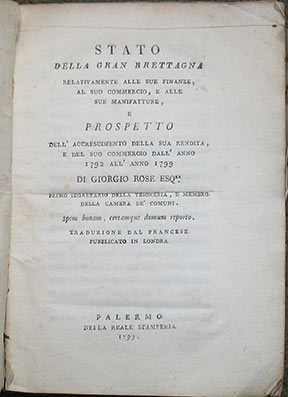 STATO
DELLA GRAN BRETTAGNA
RELATIVAMENTE ALLE SUE FINANZE,
AL SUO COMMERCIO, E ALLE
SUE MANIFATTURE,
E
PROSPETTO
DELL' ACCRESCIMENTO DELLA SUA RENDITA,
E DEL SUO COMMERCIO DALL' ANNO
1792 ALL' ANNO 1799
DI GIORGIO ROSE ESQ.
PRIMO SEGRETARIO DELLA TESORERIA, E MEMBRO
DELLA CAMERA DE' COMUNI.
Spem bonam, certamque domum reporto.
TRADUZIONE DAL FRANCESE
PUBBLICATO IN LONDRA
PALERMO
NELLA REALE STAMPERIA
1799.